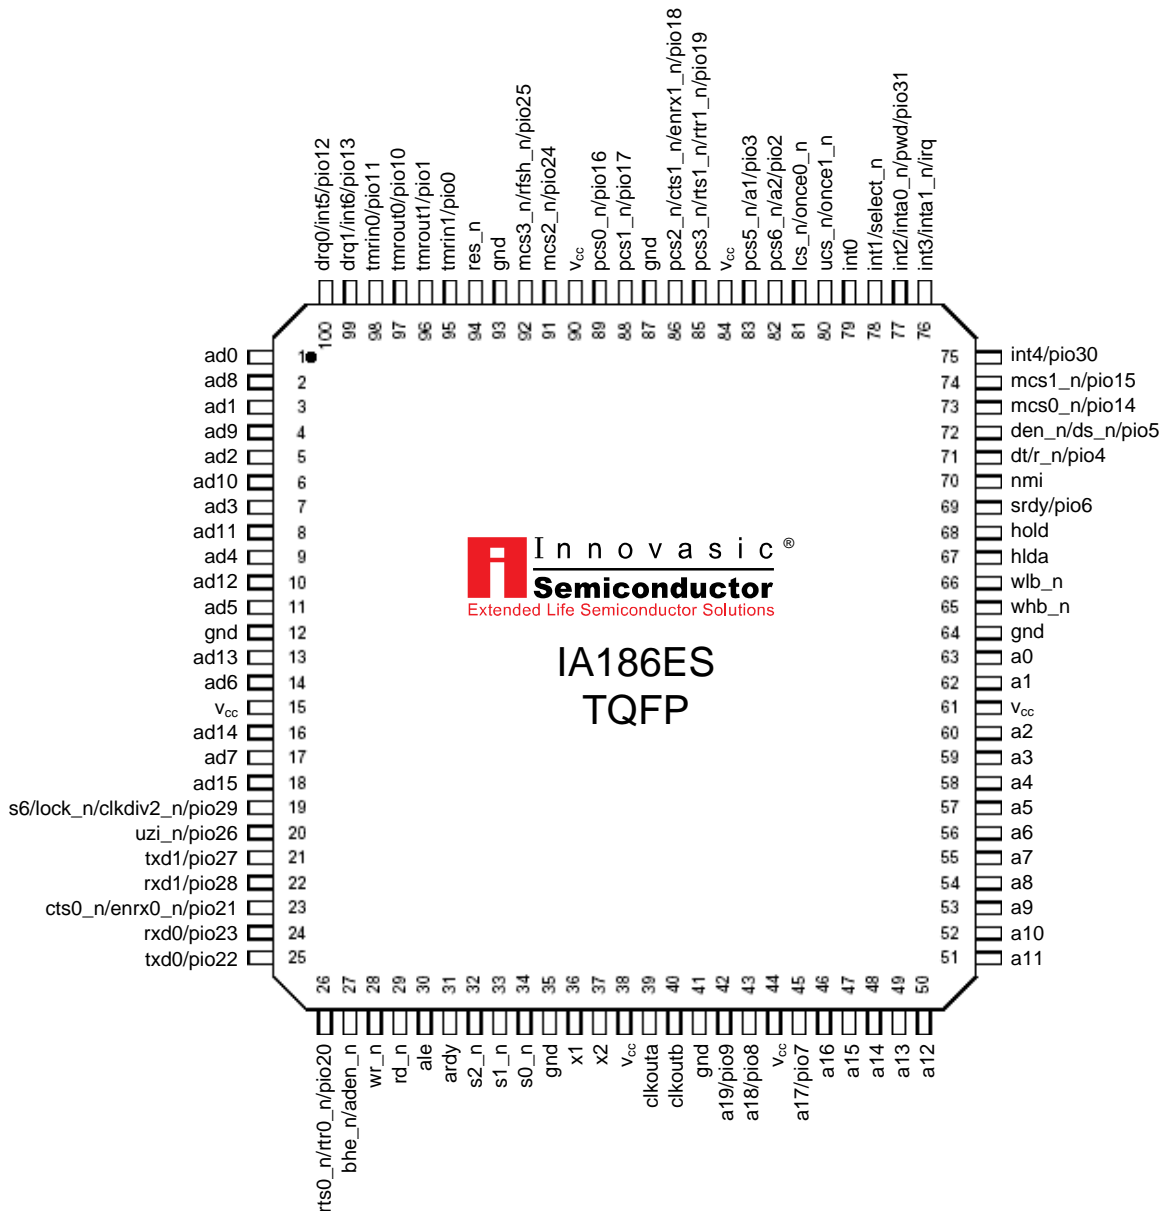 drq0/int5/pio12
drq1/int6/pio13
tmrin0/pio11
tmrout0/pio10
tmrout1/pio1
tmrin1/pio0
res_n
gnd
mcs3_n/rfsh_n/pio25
mcs2_n/pio24
vcc
pcs0_n/pio16
pcs1_n/pio17
gnd
pcs2_n/cts1_n/enrx1_n/pio18
pcs3_n/rts1_n/rtr1_n/pio19
vcc
pcs5_n/a1/pio3
pcs6_n/a2/pio2
lcs_n/once0_n
ucs_n/once1_n
int0
int1/select_n
int2/inta0_n/pwd/pio31
int3/inta1_n/irq
100 99 98 97 96 95 94 93 92 91 90 89 88 87 86 85 84 83 82 81 80 79 78 77 76
ad0 1
ad8 2
ad1 3
ad9 4
ad2 5
ad10 6
ad3 7
ad11 8
ad4 9
ad12 10
ad5 11
gnd 12
ad13 13
ad6 14
vcc 15
ad14 16
ad7 17
ad15 18
s6/lock_n/clkdiv2_n/pio29 19
uzi_n/pio26 20
txd1/pio27 21
rxd1/pio28 22
cts0_n/enrx0_n/pio21 23
rxd0/pio23 24
txd0/pio22 25
i Innovasic®
Semiconductor
Extended Life Semiconductor Solutions
IA186ES
TQFP
75 int4/pio30
74 mcs1_n/pio15
73 mcs0_n/pio14
72 den_n/ds_n/pio5
71 dt/r_n/pio4
70 nmi
69 srdy/pio6
68 hold
67 hlda
66 wlb_n
65 whb_n
64 gnd
63 a0
62 a1
61 vcc
60 a2
59 a3
58 a4
57 a5
56 a6
55 a7
54 a8
53 a9
52 a10
51 a11
26 27 28 29 30 31 32 33 34 35 36 37 38 39 40 41 42 43 44 45 46 47 48 49 50
rts0_n/rtr0_n/pio20
bhe_n/aden_n
wr_n
rd_n
ale
ardy
s2_n
s1_n
s0_n
gnd
x1
x2
vcc
clkouta
clkoutb
gnd
a19/pio9
a18/pio8
vcc
a17/pio7
a16
a15
a14
a13
a12